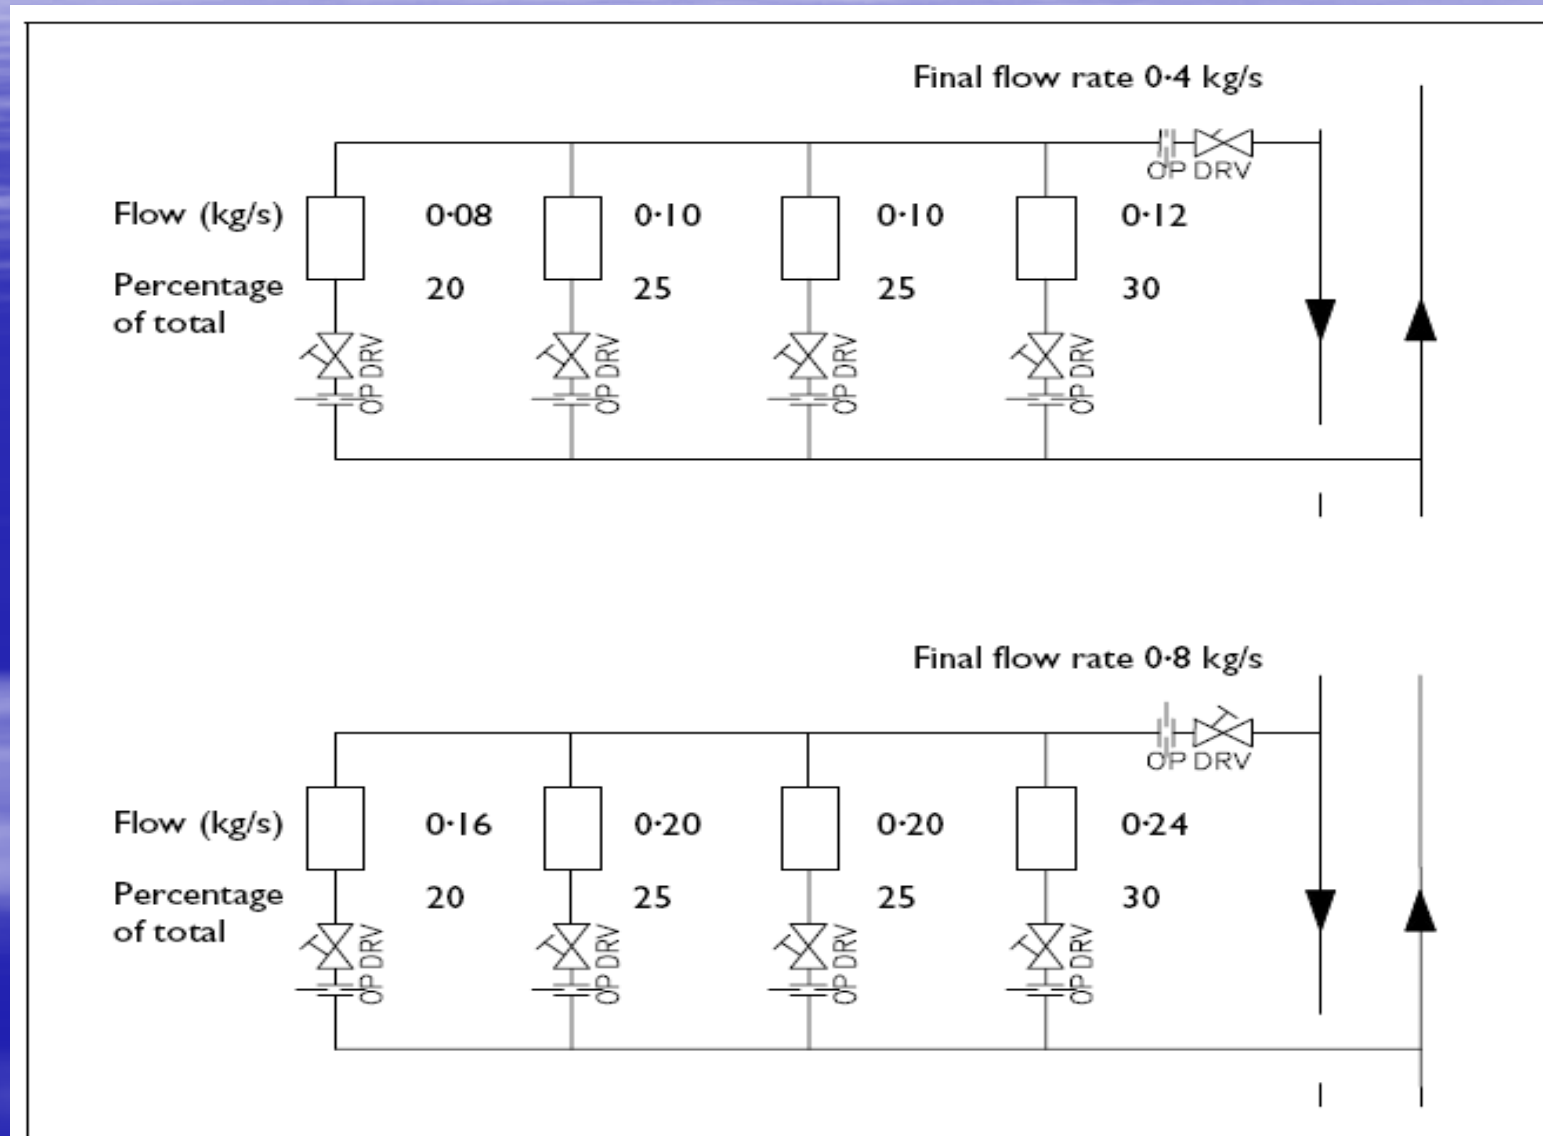 Final flow rate 0·4 kg/s
OP DRV
Flow (kg/s) 0·08 0·10 0·10 0·12
Percentage 20 25 25 30
of total
OP DRV OP DRV OP DRV OP DRV
Final flow rate 0·8 kg/s
OP DRV
Flow (kg/s) 0·16 0·20 0·20 0·24
Percentage 20 25 25 30
of total
OP DRV OP DRV OP DRV OP DRV